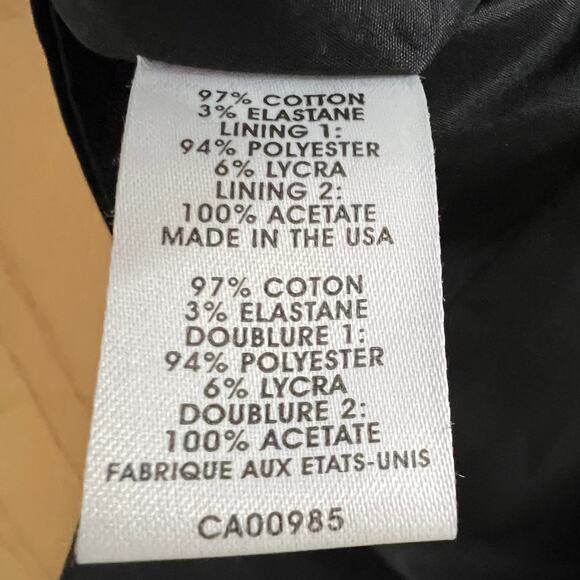 97% COTTON
3% ELASTANE
LINING 1:
94% POLYESTER
6% LYCRA
LINING 2:
100% ACETATE
MADE IN THE USA
97% COTON
3% ELASTANE
DOUBLURE 1:
94% POLYESTER
6% LYCRA
DOUBLURE 2:
100% ACETATE
FABRIQUE AUX ETATS-UNIS
CA00985